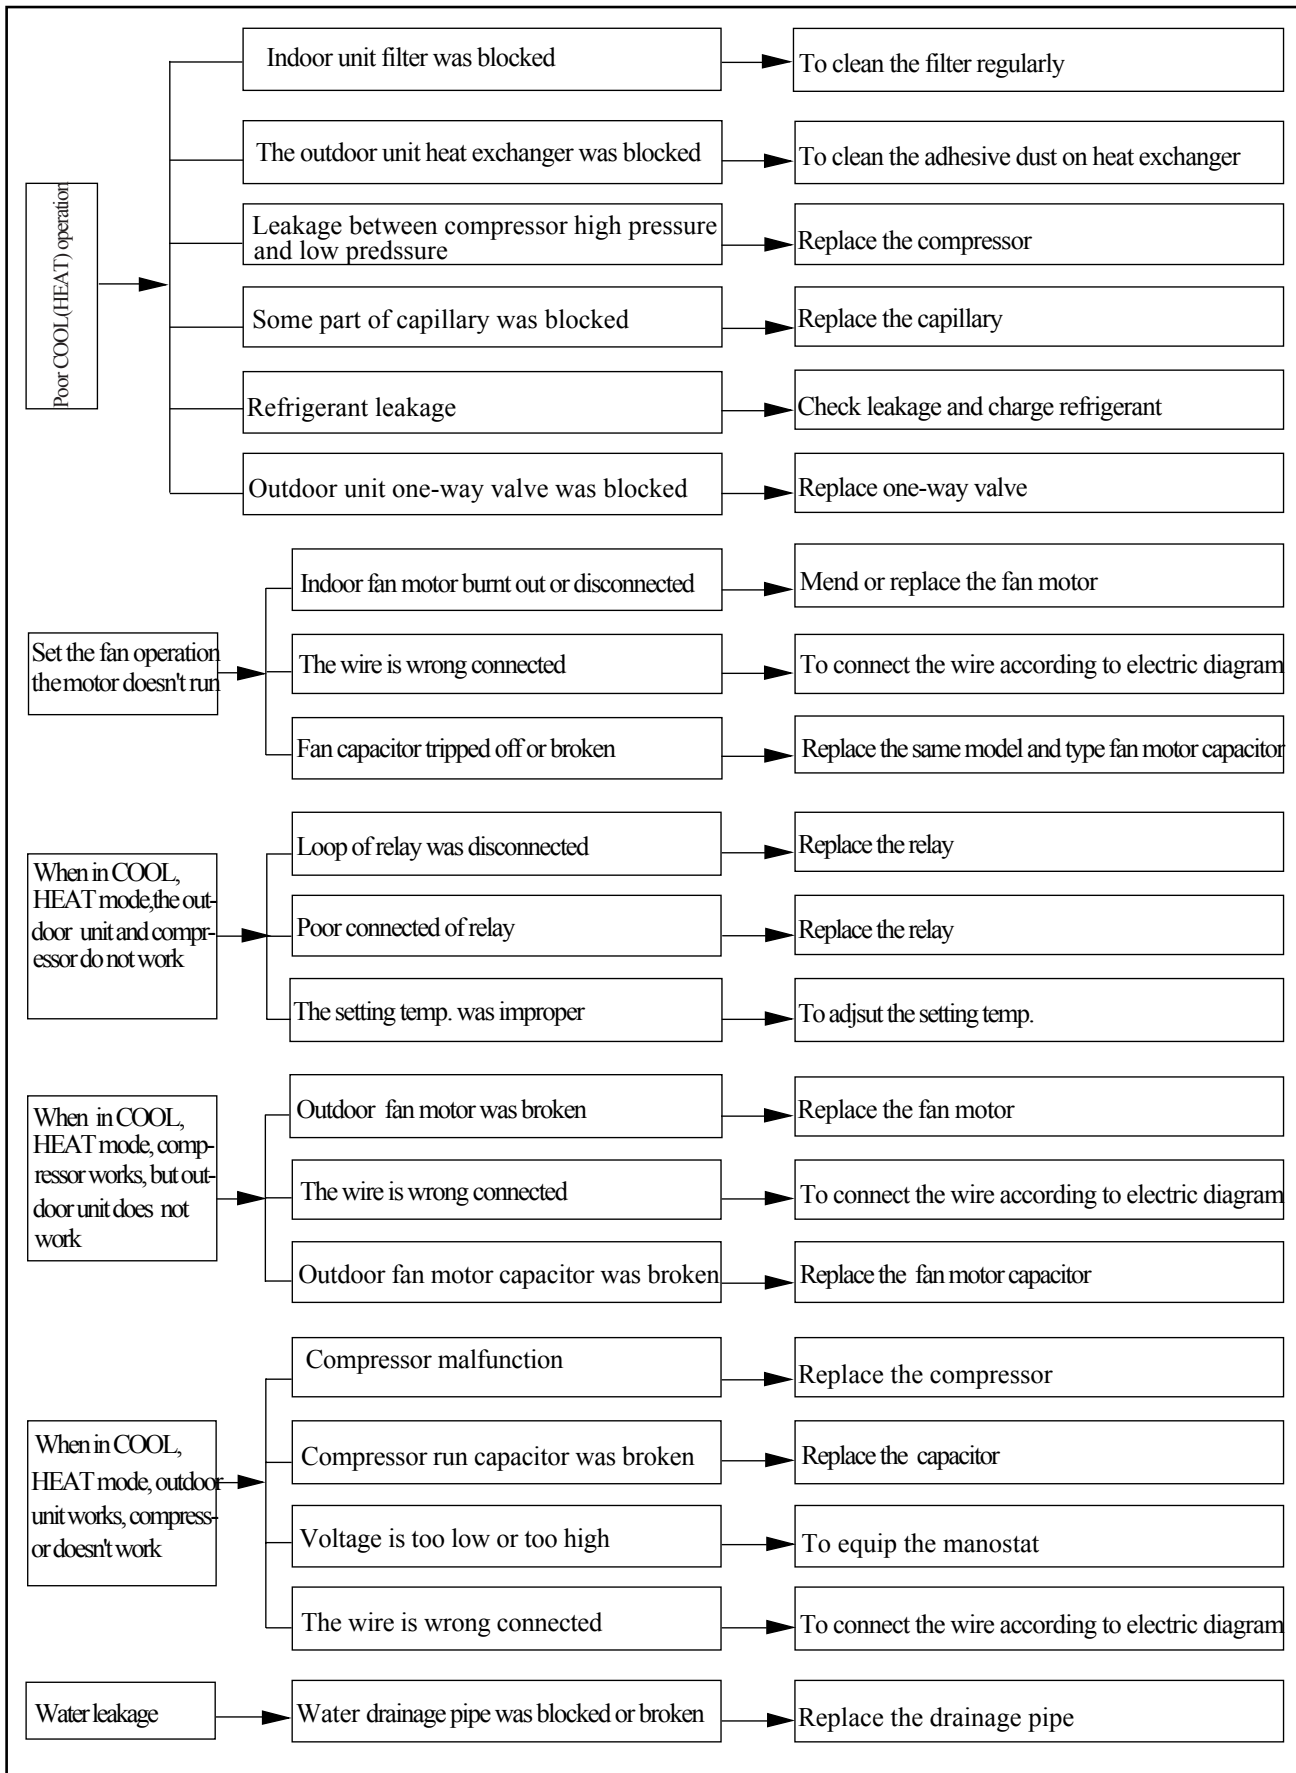 Indoor unit filter was blocked
To clean the filter regularly
The outdoor unit heat exchanger was blocked
To clean the adhesive dust on heat exchanger
Poor COOL(HEAT) operation
Leakage between compressor high pressure
and low predssure
Replace the compressor
Some part of capillary was blocked
Replace the capillary
Refrigerant leakage
Check leakage and charge refrigerant
Outdoor unit one-way valve was blocked
Replace one-way valve
Set the fan operation
the motor doesn't run
Indoor fan motor burnt out or disconnected
Mend or replace the fan motor
The wire is wrong connected
To connect the wire according to electric diagram
Fan capacitor tripped off or broken
Replace the same model and type fan motor capacitor
When in COOL,
HEAT mode,the out-
door unit and compr-
essor do not work
Loop of relay was disconnected
Replace the relay
Poor connected of relay
Replace the relay
The setting temp. was improper
To adjsut the setting temp.
When in COOL,
HEAT mode, comp-
ressor works, but out-
door unit does not
work
Outdoor fan motor was broken
Replace the fan motor
The wire is wrong connected
To connect the wire according to electric diagram
Outdoor fan motor capacitor was broken
Replace the fan motor capacitor
When in COOL,
HEAT mode, outdoor
unit works, compress-
or doesn't work
Compressor malfunction
Replace the compressor
Compressor run capacitor was broken
Replace the capacitor
Voltage is too low or too high
To equip the manostat
The wire is wrong connected
To connect the wire according to electric diagram
Water leakage
Water drainage pipe was blocked or broken
Replace the drainage pipe